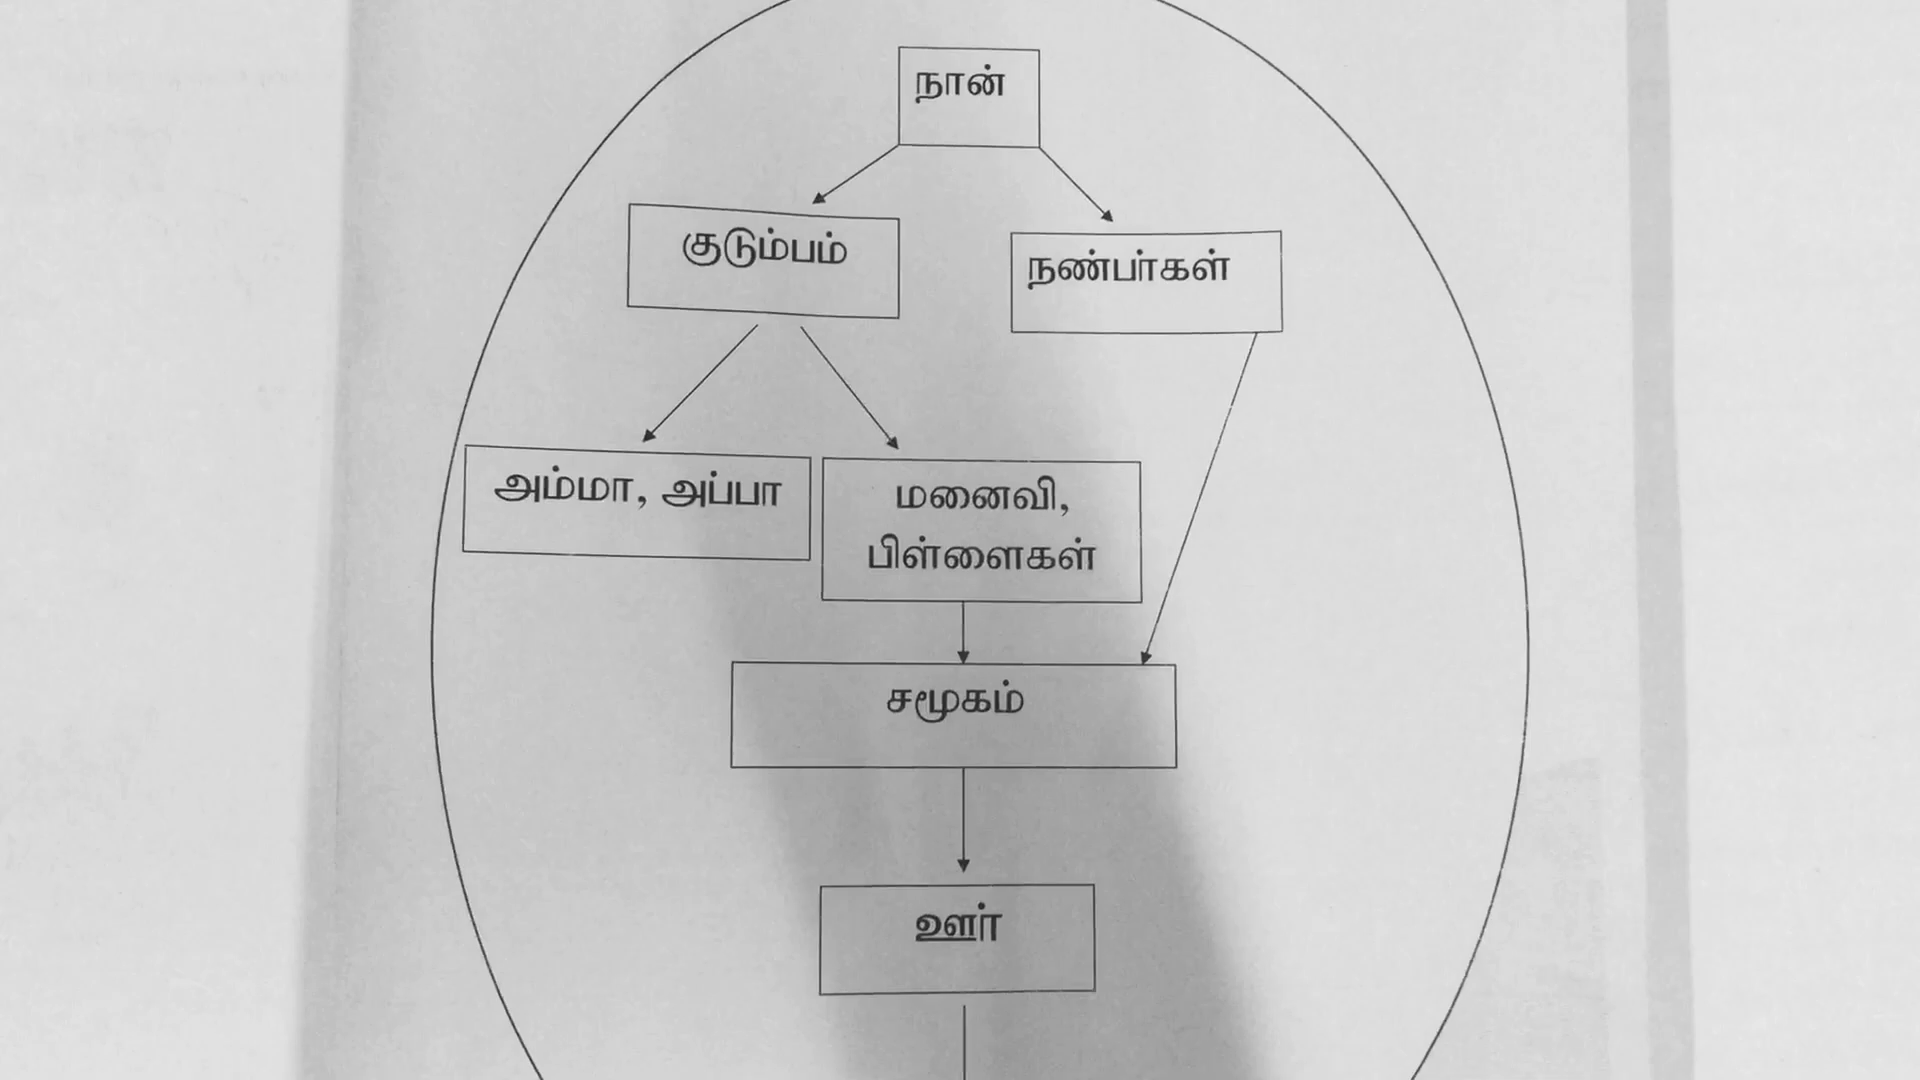 நான்
குடும்பம்
நண்பர்கள்
அம்மா, அப்பா
மனைவி,
பிள்ளைகள்
சமூகம்
ஊர்